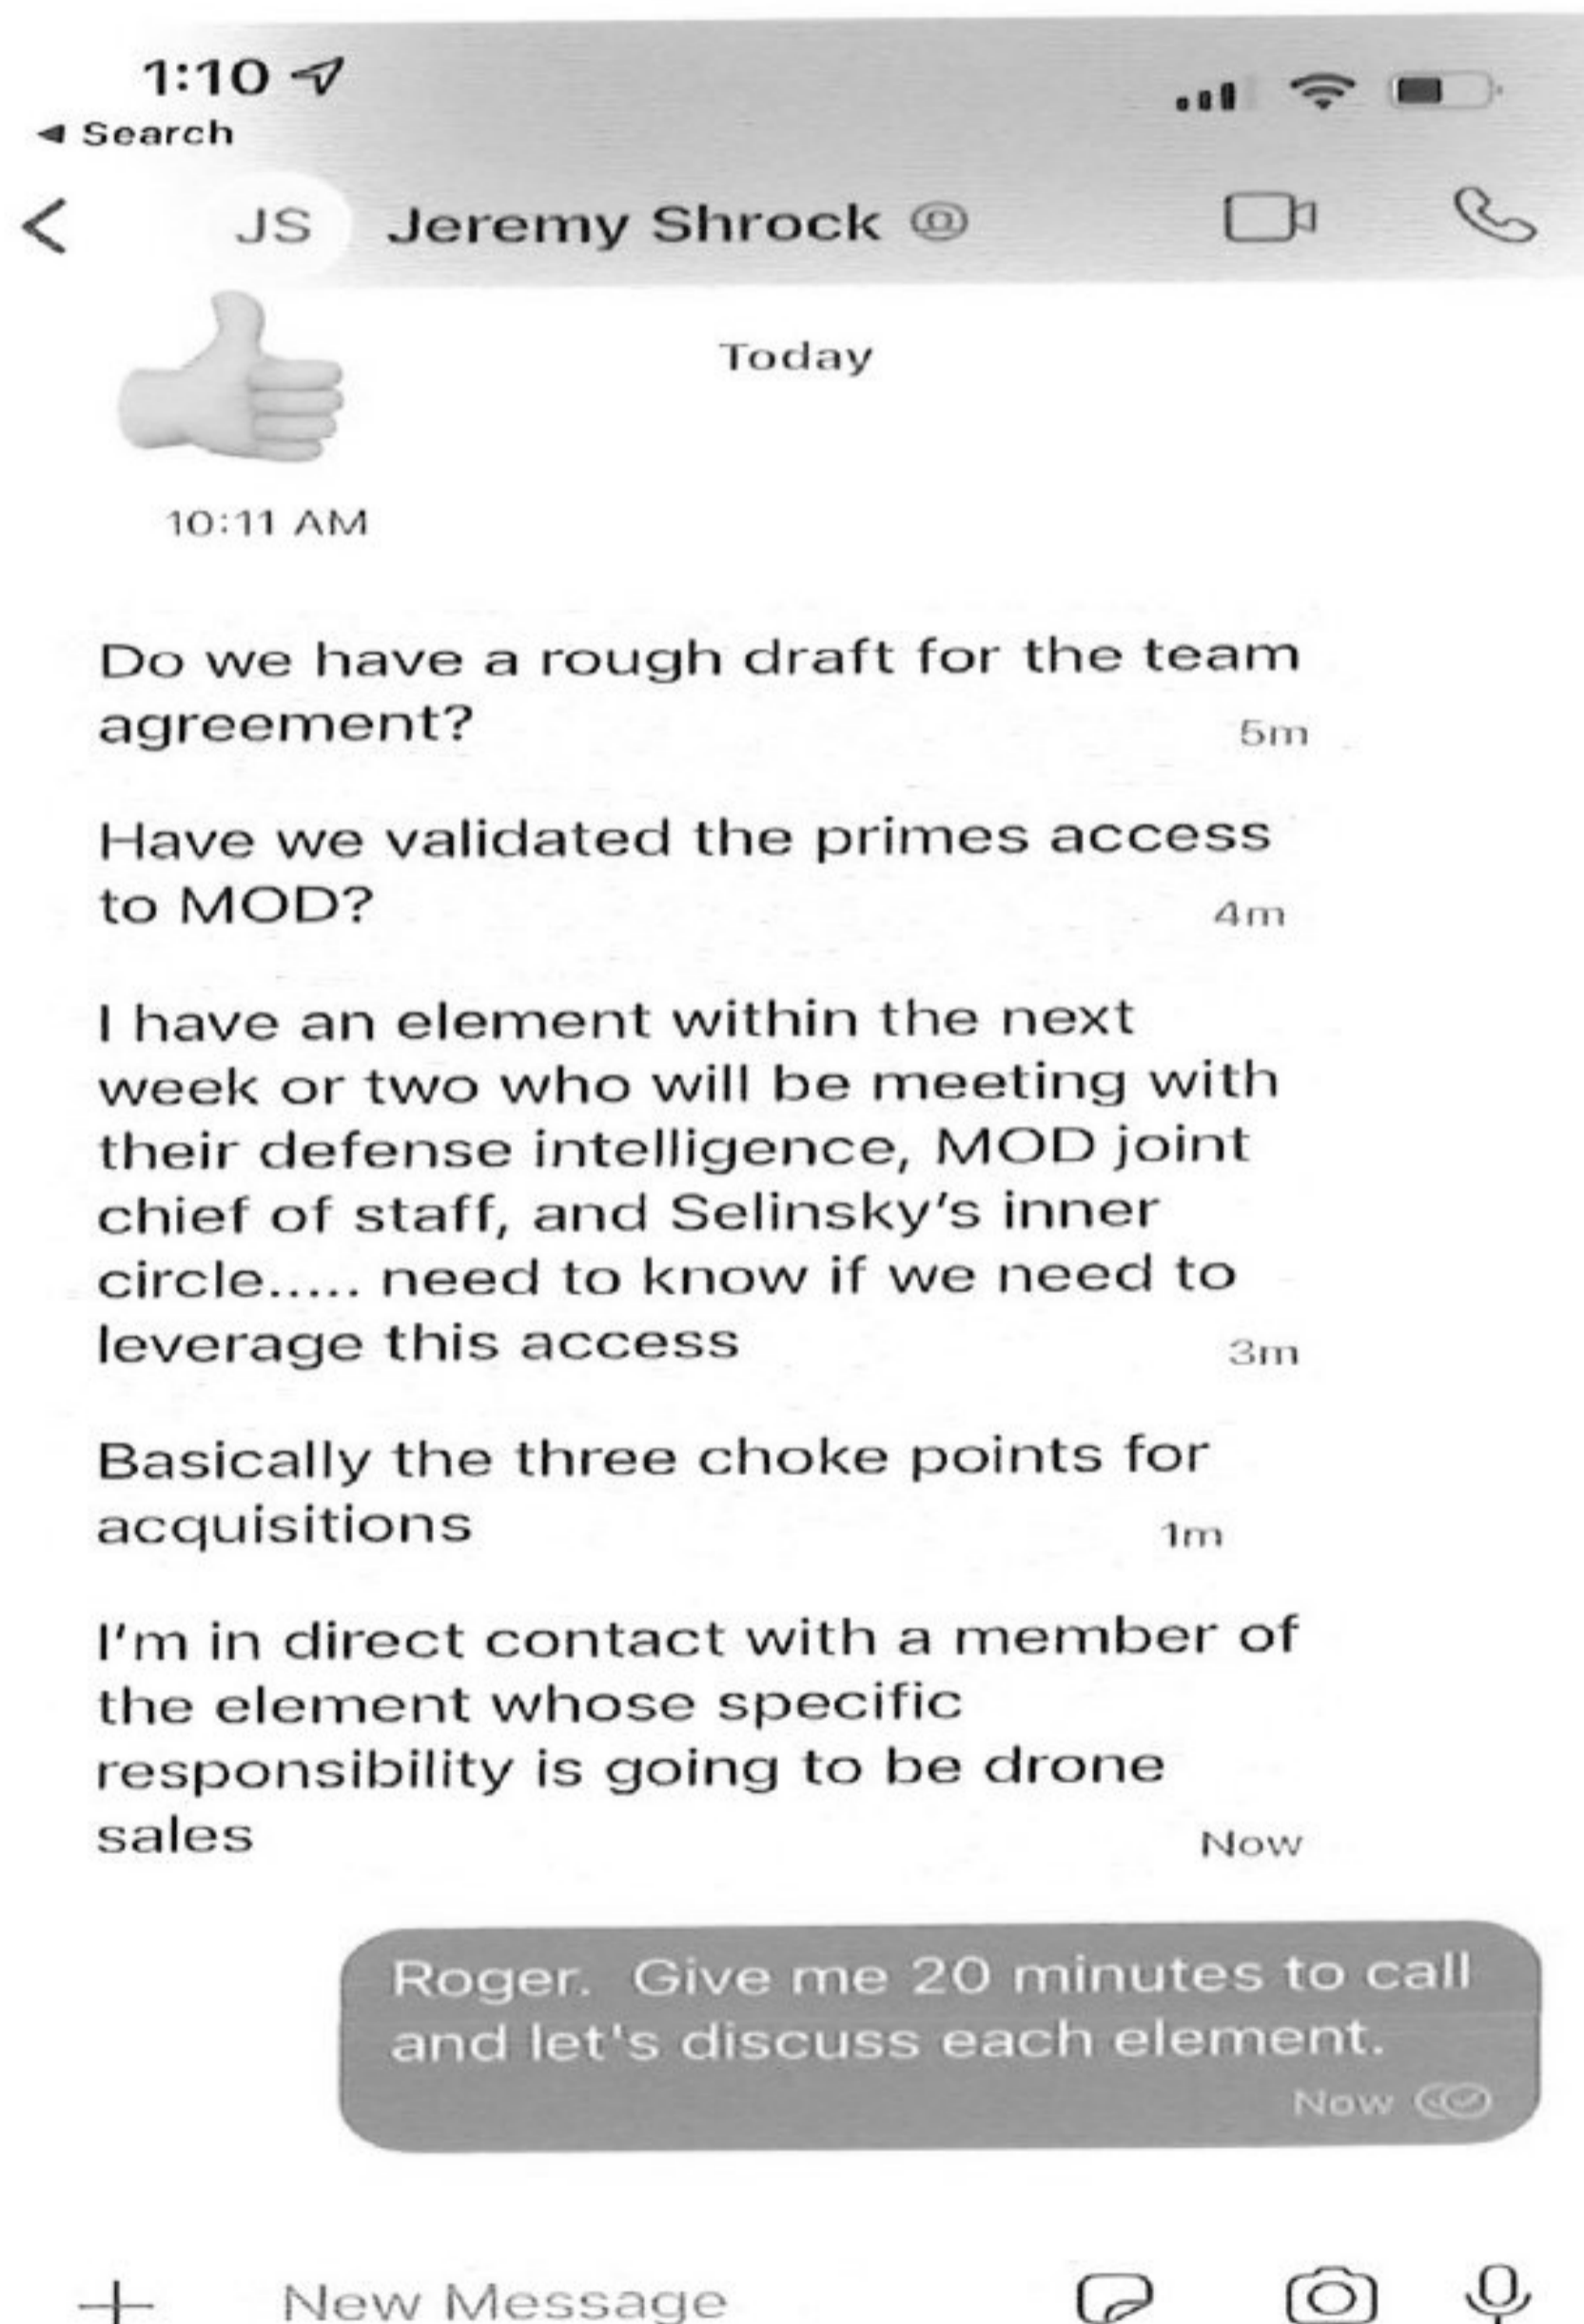 1:10
Search
JS Jeremy Shrock
Today
10:11 AM
Do we have a rough draft for the team
agreement? 5m
Have we validated the primes access
to MOD? 4m
I have an element within the next
week or two who will be meeting with
their defense intelligence, MOD joint
chief of staff, and Selinsky's inner
circle..... need to know if we need to
leverage this access 3m
Basically the three choke points for
acquisitions 1m
I'm in direct contact with a member of
the element whose specific
responsibility is going to be drone
sales Now
Roger.  Give me 20 minutes to call
and let's discuss each element.
Now
New Message